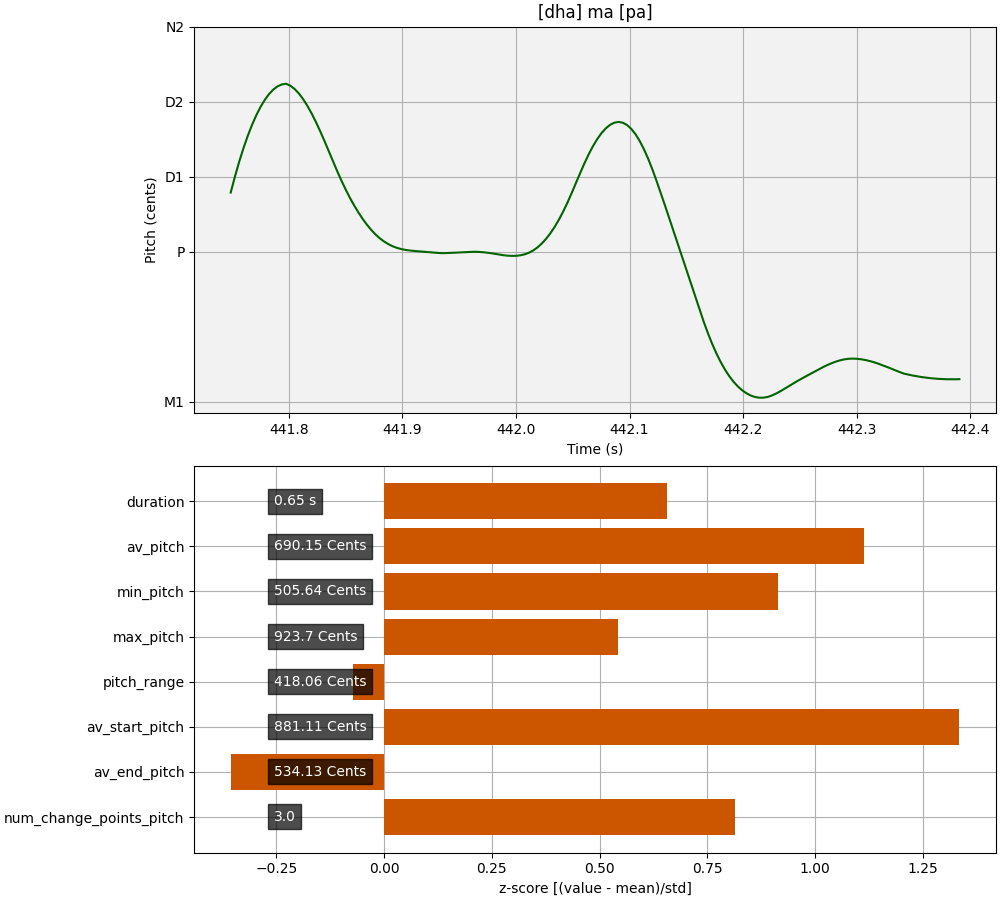 [dha] ma [pa]
N2
D2
D1
P
M1
Pitch (cents)
441.8 441.9 442.0 442.1 442.2 442.3 442.4
Time (s)
duration 0.65 s
av_pitch 690.15 Cents
min_pitch 505.64 Cents
max_pitch 923.7 Cents
pitch_range 418.06 Cents
av_start_pitch 881.11 Cents
av_end_pitch 534.13 Cents
num_change_points_pitch 3.0
−0.25 0.00 0.25 0.50 0.75 1.00 1.25
z-score [(value - mean)/std]